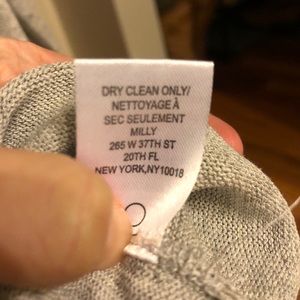 DRY CLEAN ONLY/
NETTOYAGE À
SEC SEULEMENT
MILLY
265 W 37TH ST
20TH FL
NEW YORK,NY10018